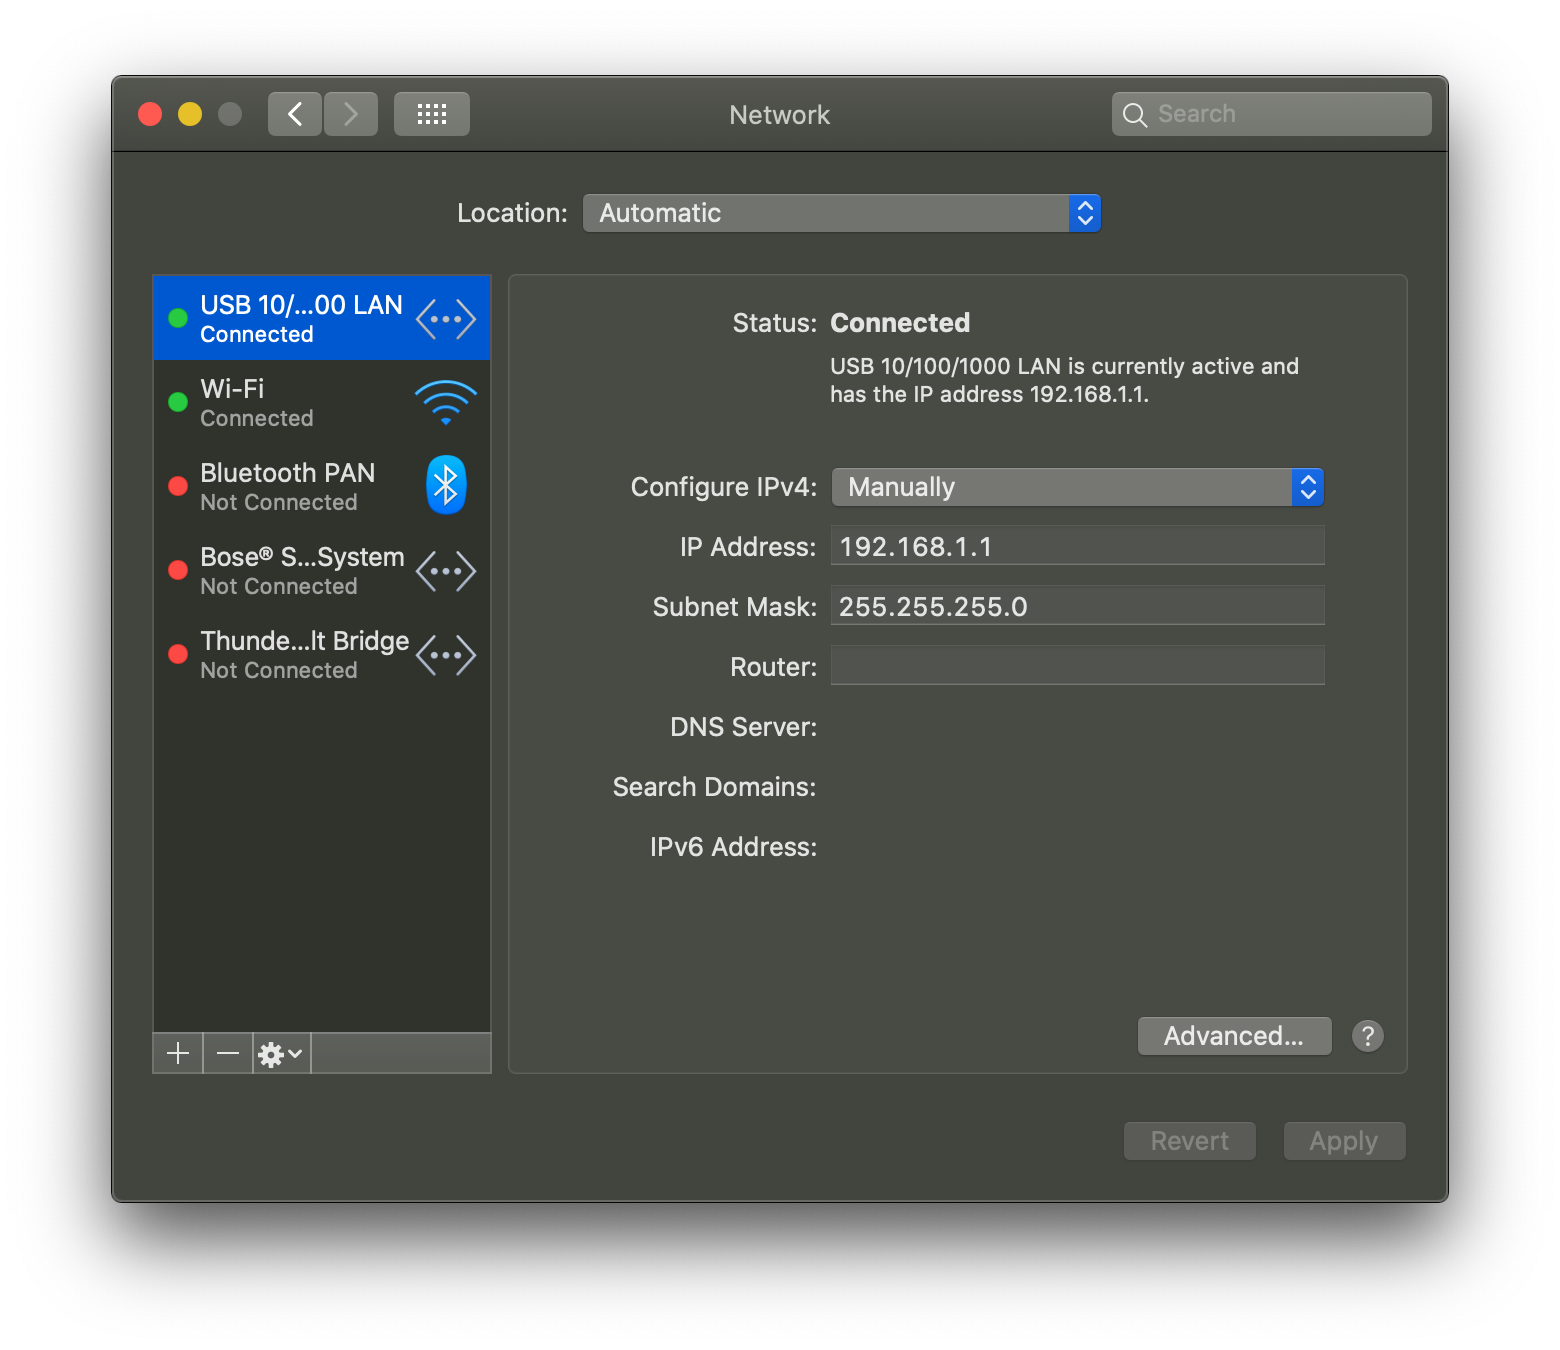 Network
Search
Location: Automatic
USB 10/...00 LAN
Connected
Wi-Fi
Connected
Bluetooth PAN
Not Connected
Bose® S...System
Not Connected
Thunde...lt Bridge
Not Connected
Status: Connected
USB 10/100/1000 LAN is currently active and
has the IP address 192.168.1.1.
Configure IPv4: Manually
IP Address: 192.168.1.1
Subnet Mask: 255.255.255.0
Router:
DNS Server:
Search Domains:
IPv6 Address:
Advanced...
?
Revert
Apply